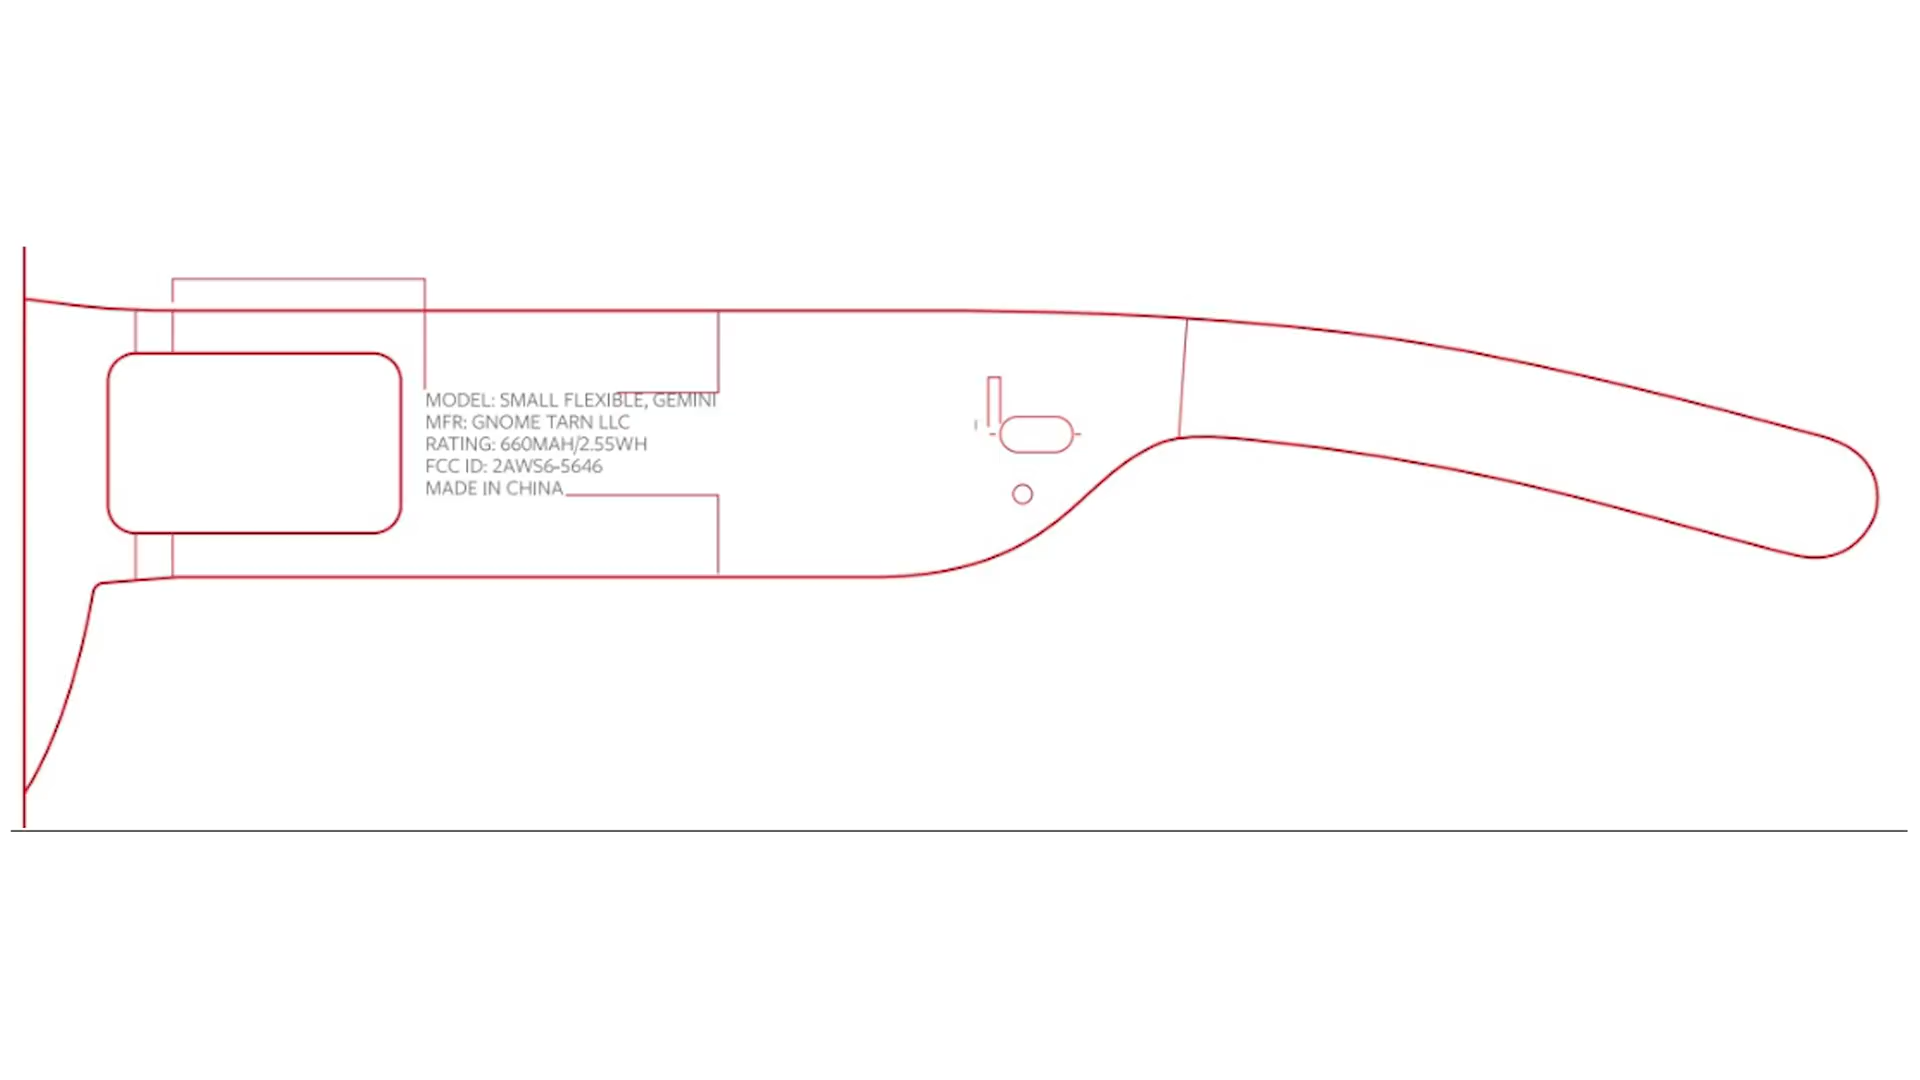 MODEL: SMALL FLEXIBLE, GEMINI
MFR: GNOME TARN LLC
RATING: 660MAH/2.55WH
FCC ID: 2AWS6-5646
MADE IN CHINA